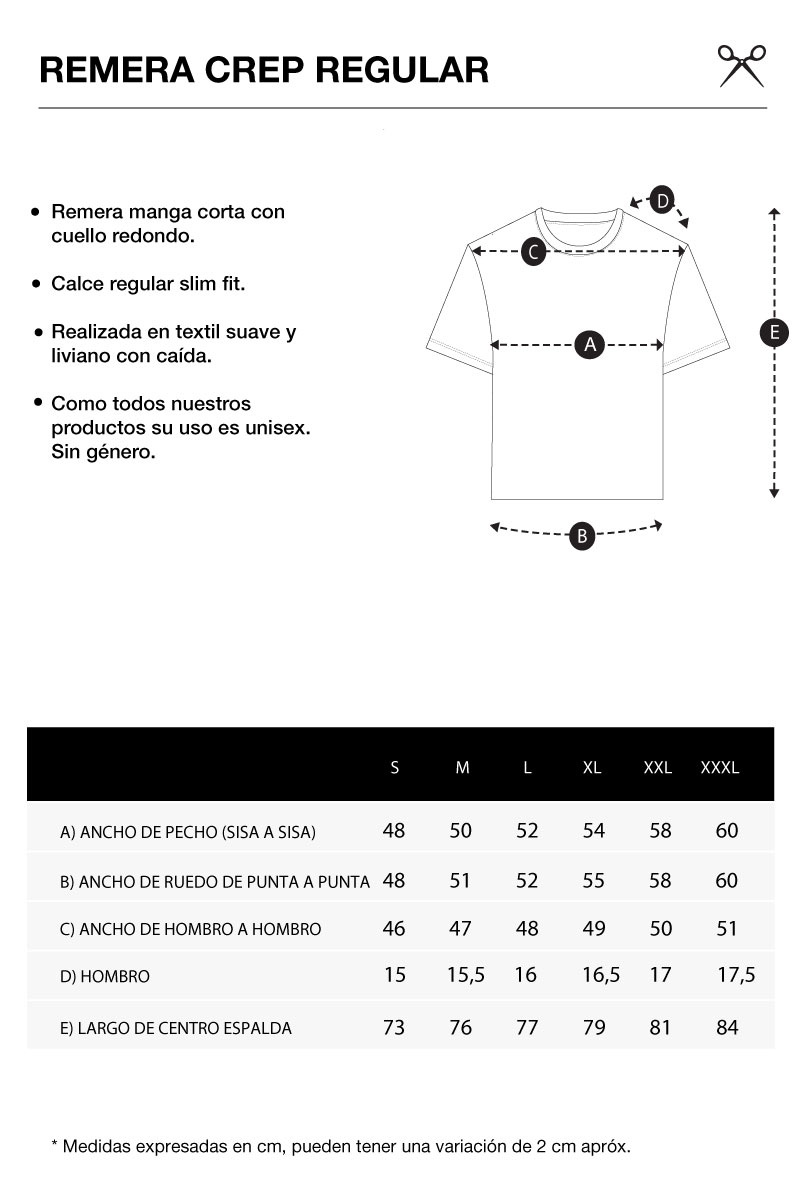 REMERA CREP REGULAR
• Remera manga corta con
cuello redondo.
• Calce regular slim fit.
• Realizada en textil suave y
liviano con caída.
• Como todos nuestros
productos su uso es unisex.
Sin género.
D
C
E
A
B
S M L XL XXL XXXL
A) ANCHO DE PECHO (SISA A SISA) 48 50 52 54 58 60
B) ANCHO DE RUEDO DE PUNTA A PUNTA 48 51 52 55 58 60
C) ANCHO DE HOMBRO A HOMBRO 46 47 48 49 50 51
D) HOMBRO 15 15,5 16 16,5 17 17,5
E) LARGO DE CENTRO ESPALDA 73 76 77 79 81 84
* Medidas expresadas en cm, pueden tener una variación de 2 cm apróx.